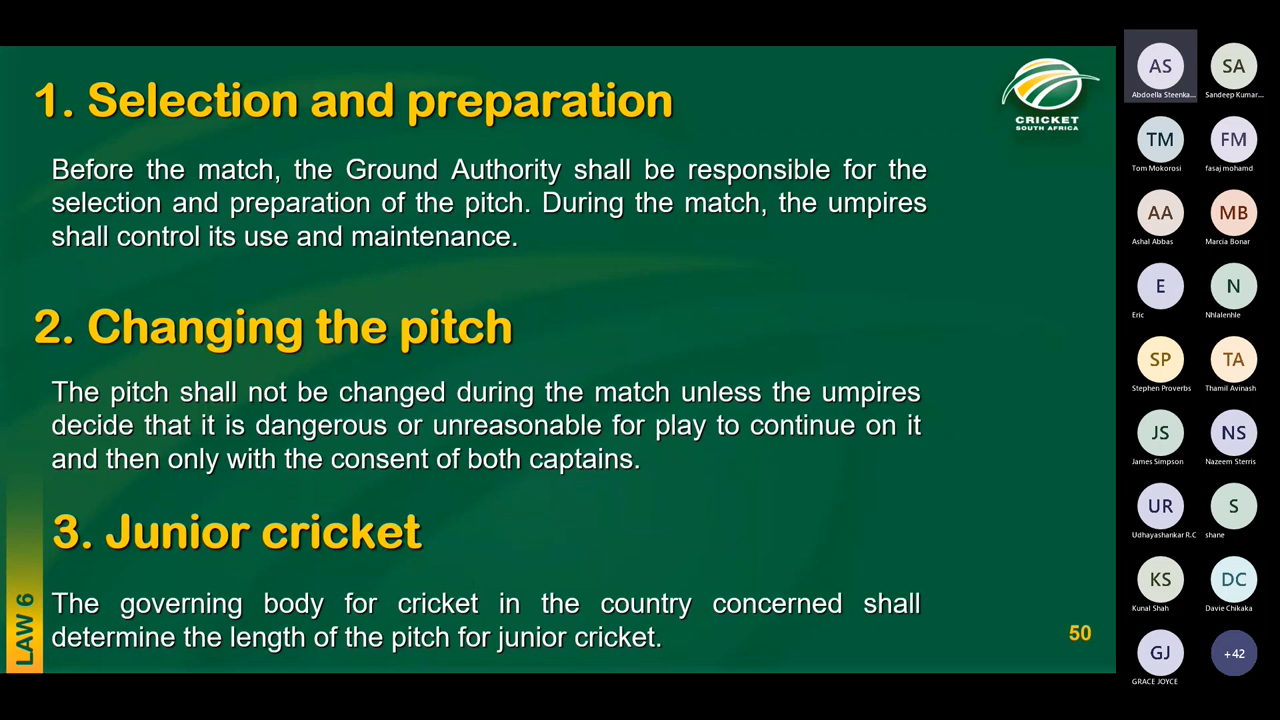 1. Selection and preparation
CRICKET
SOUTH AFRICA
Before the match, the Ground Authority shall be responsible for the
selection and preparation of the pitch. During the match, the umpires
shall control its use and maintenance.
2. Changing the pitch
The pitch shall not be changed during the match unless the umpires
decide that it is dangerous or unreasonable for play to continue on it
and then only with the consent of both captains.
3. Junior cricket
The governing body for cricket in the country concerned shall
determine the length of the pitch for junior cricket.
LAW 6
50
AS
SA
Abdoella Steenka...
Sandeep Kumar...
TM
FM
Tom Mokorosi
fasaj mohamd
AA
MB
Ashal Abbas
Marcia Bonar
E
N
Eric
Nhlalenhle
SP
TA
Stephen Proverbs
Thamil Avinash
JS
NS
James Simpson
Nazeem Sterris
UR
S
Udhayashankar R.C
shane
KS
DC
Kunal Shah
Davie Chikaka
GJ
+42
GRACE JOYCE